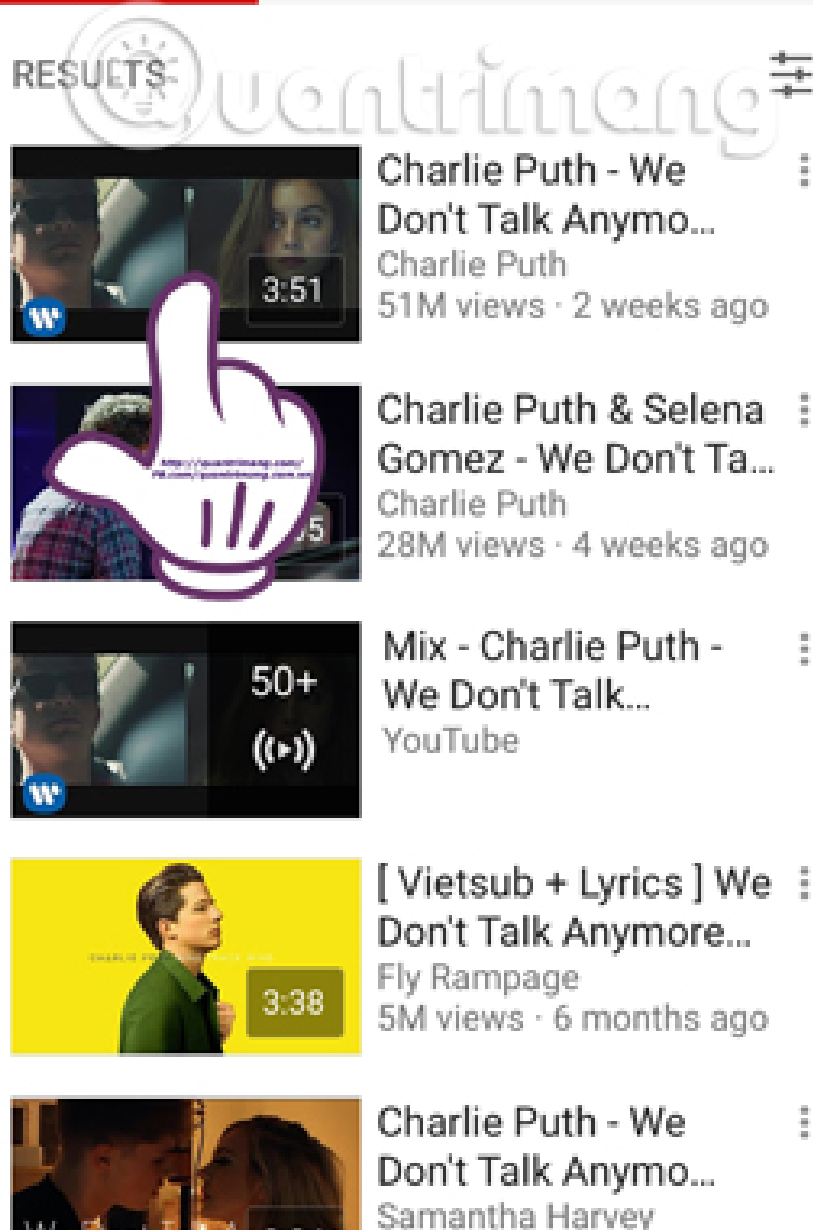 RESULTS
Quantrimang
Charlie Puth - We
Don't Talk Anymo...
Charlie Puth
51M views · 2 weeks ago
3:51
Charlie Puth & Selena
Gomez - We Don't Ta...
Charlie Puth
28M views · 4 weeks ago
http://quantrimang.com/
Mix - Charlie Puth -
We Don't Talk...
YouTube
50+
[ Vietsub + Lyrics ] We
Don't Talk Anymore...
Fly Rampage
5M views · 6 months ago
3:38
Charlie Puth - We
Don't Talk Anymo...
Samantha Harvey